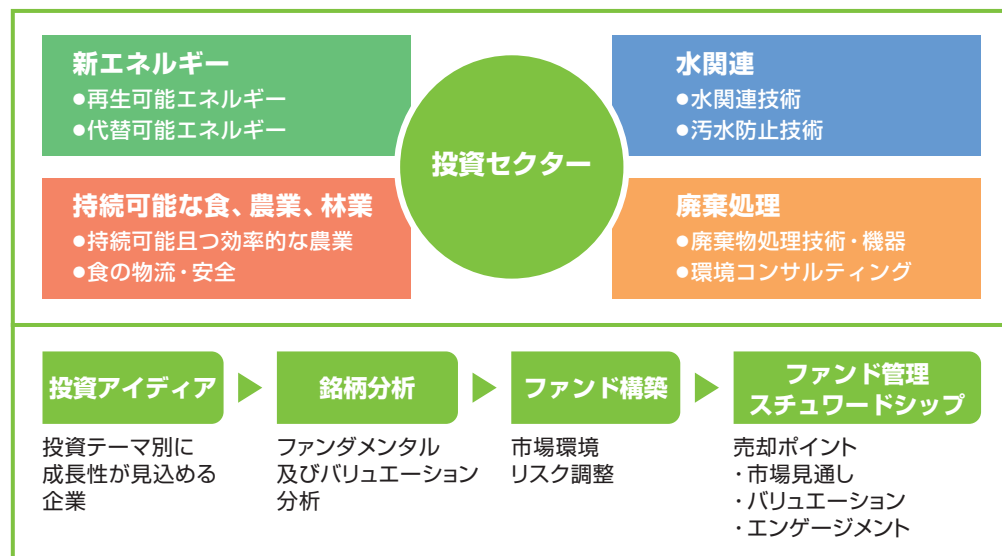 新エネルギー
●再生可能エネルギー
●代替可能エネルギー
水関連
●水関連技術
●汚水防止技術
投資セクター
持続可能な食、農業、林業
●持続可能且つ効率的な農業
●食の物流・安全
廃棄処理
●廃棄物処理技術・機器
●環境コンサルティング
投資アイディア
投資テーマ別に
成長性が見込める
企業
銘柄分析
ファンダメンタル
及びバリュエーション
分析
ファンド構築
市場環境
リスク調整
ファンド管理
スチュワードシップ
売却ポイント
・市場見通し
・バリュエーション
・エンゲージメント